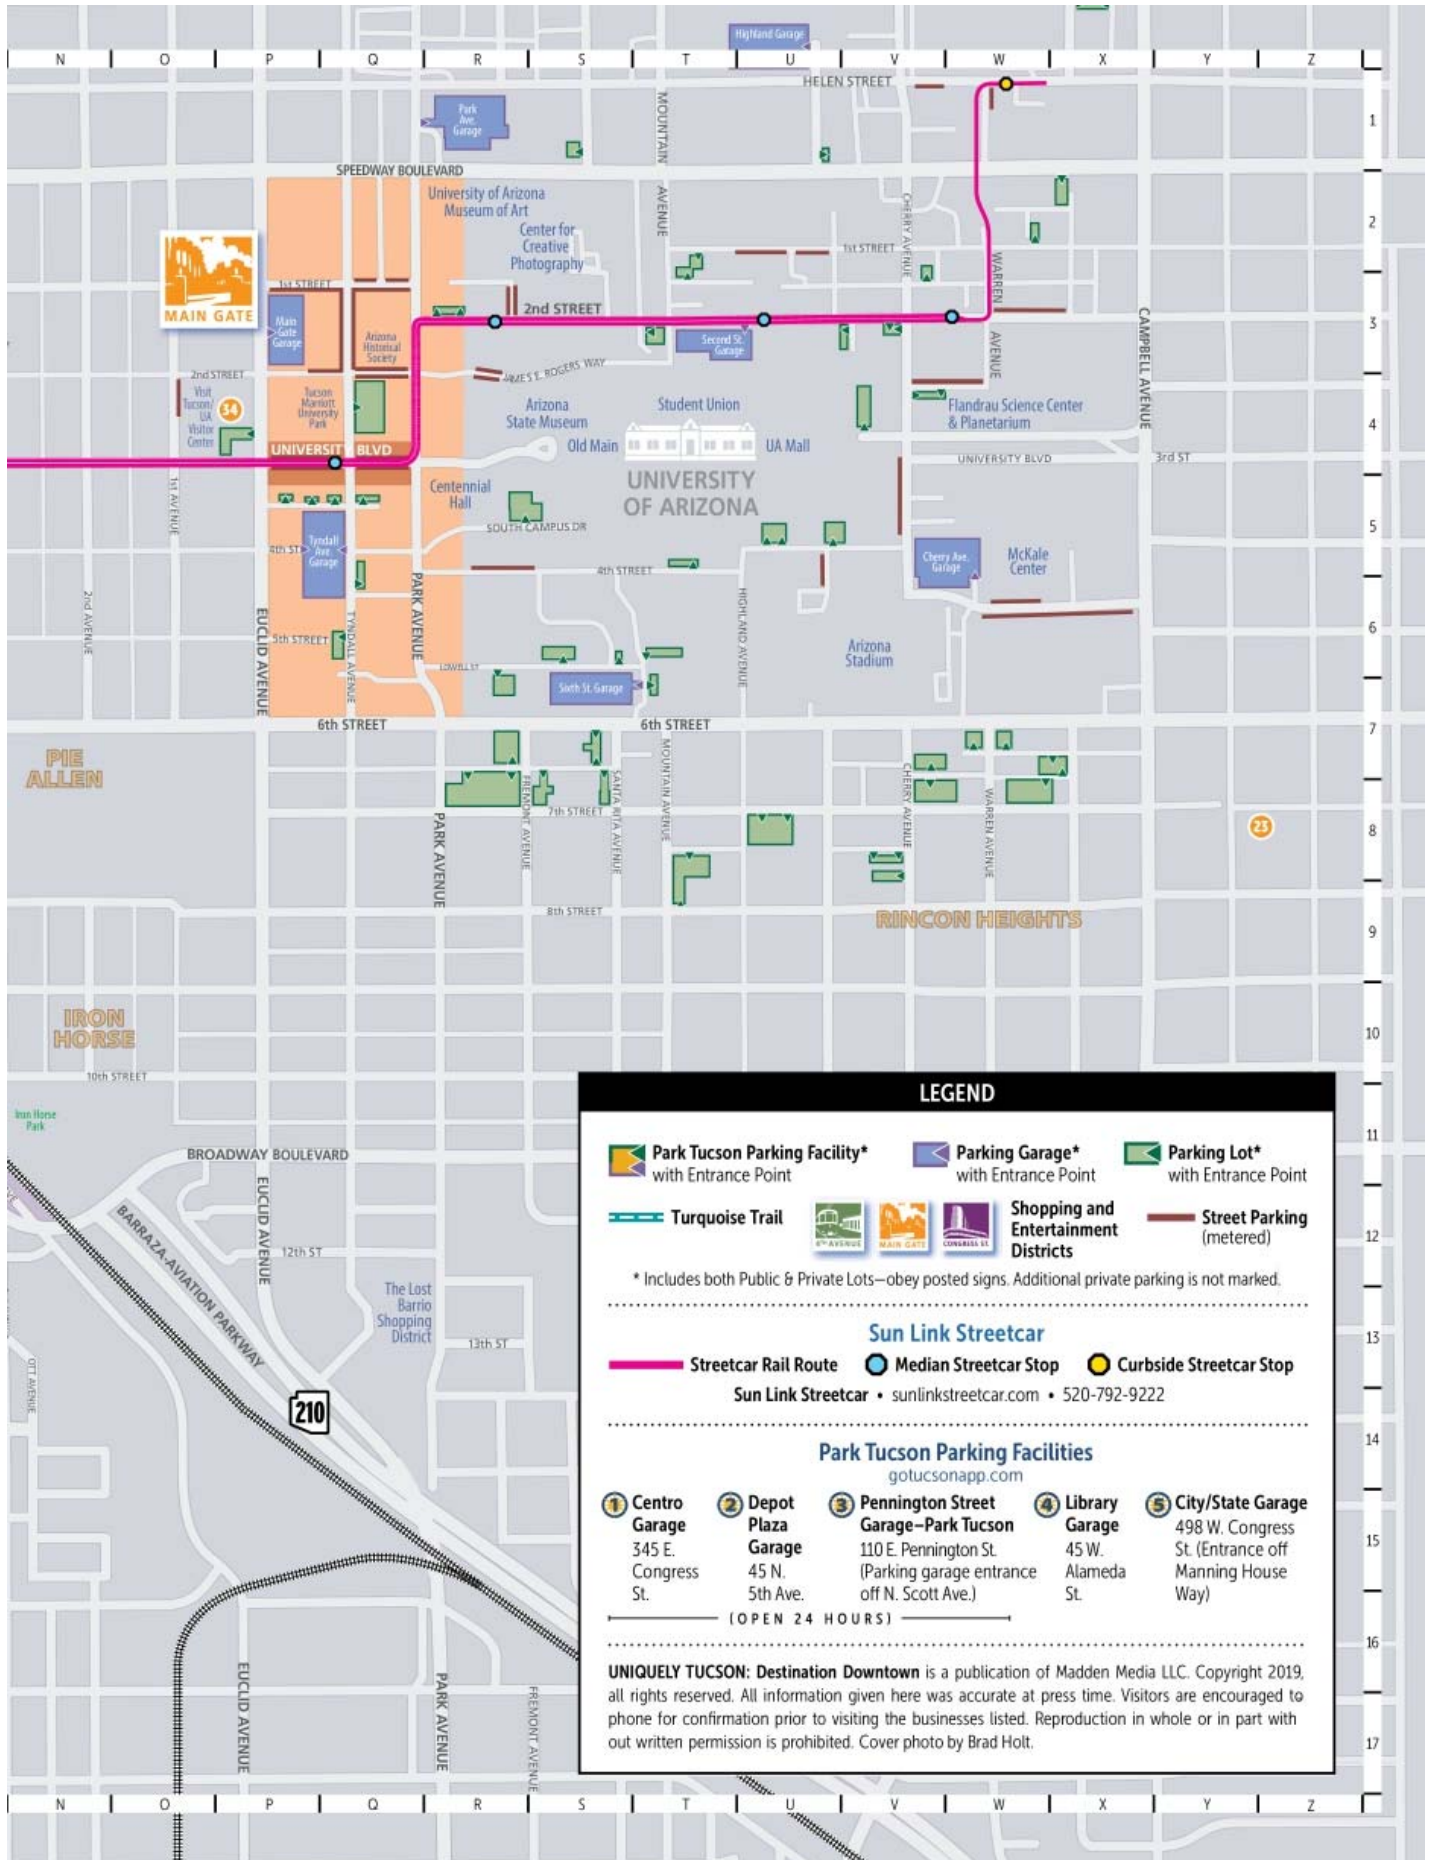 Highland Garage
N O P Q R S T U V W X Y Z
HELEN STREET
Park
Ave.
Garage
MOUNTAIN
1
SPEEDWAY BOULEVARD
University of Arizona
Museum of Art
AVENUE
CHERRY AVENUE
2
Center for
Creative
Photography
1st STREET
WARREN
MAIN GATE
1st STREET
2nd STREET
3
Main
Gate
Garage
Arizona
Historical
Society
Second St.
Garage
CAMPBELL AVENUE
AVENUE
2nd STREET
JAMES E. ROGERS WAY
Visit
Tucson/
UA
Visitor
Center
34
Tucson
Marriott
University
Park
Arizona
State Museum
Student Union
Flandrau Science Center
& Planetarium
4
UNIVERSITY BLVD
Old Main
UA Mall
UNIVERSITY BLVD
3rd ST
1st AVENUE
Centennial
Hall
UNIVERSITY
OF ARIZONA
SOUTH CAMPUS DR
5
4th ST
Tyndall
Ave.
Garage
Cherry Ave.
Garage
McKale
Center
4th STREET
2nd AVENUE
EUCLID AVENUE
TYNDALL AVENUE
PARK AVENUE
HIGHLAND AVENUE
6
5th STREET
Arizona
Stadium
LOWELL ST
Sixth St. Garage
6th STREET
6th STREET
7
PIE
ALLEN
MOUNTAIN AVENUE
CHERRY AVENUE
FREMONT AVENUE
SANTA RITA AVENUE
WARREN AVENUE
7th STREET
PARK AVENUE
23
8
8th STREET
RINCON HEIGHTS
9
IRON
HORSE
10
10th STREET
Iron Horse
Park
11
BROADWAY BOULEVARD
EUCLID AVENUE
BARRAZA-AVIATION PARKWAY
12th ST
12
The Lost
Barrio
Shopping
District
13th ST
13
OTT AVENUE
210
14
15
16
EUCLID AVENUE
PARK AVENUE
FREMONT AVENUE
17
LEGEND
Park Tucson Parking Facility*
with Entrance Point
Parking Garage*
with Entrance Point
Parking Lot*
with Entrance Point
Turquoise Trail
4TH AVENUE
MAIN GATE
CONGRESS ST.
Shopping and
Entertainment
Districts
Street Parking
(metered)
* Includes both Public & Private Lots—obey posted signs. Additional private parking is not marked.
Sun Link Streetcar
Streetcar Rail Route
Median Streetcar Stop
Curbside Streetcar Stop
Sun Link Streetcar • sunlinkstreetcar.com • 520-792-9222
Park Tucson Parking Facilities
gotucsonapp.com
1 Centro
Garage
345 E.
Congress
St.
2 Depot
Plaza
Garage
45 N.
5th Ave.
3 Pennington Street
Garage–Park Tucson
110 E. Pennington St.
(Parking garage entrance
off N. Scott Ave.)
4 Library
Garage
45 W.
Alameda
St.
5 City/State Garage
498 W. Congress
St. (Entrance off
Manning House
Way)
(OPEN 24 HOURS)
UNIQUELY TUCSON: Destination Downtown is a publication of Madden Media LLC. Copyright 2019,
all rights reserved. All information given here was accurate at press time. Visitors are encouraged to
phone for confirmation prior to visiting the businesses listed. Reproduction in whole or in part with
out written permission is prohibited. Cover photo by Brad Holt.
N O P Q R S T U V W X Y Z